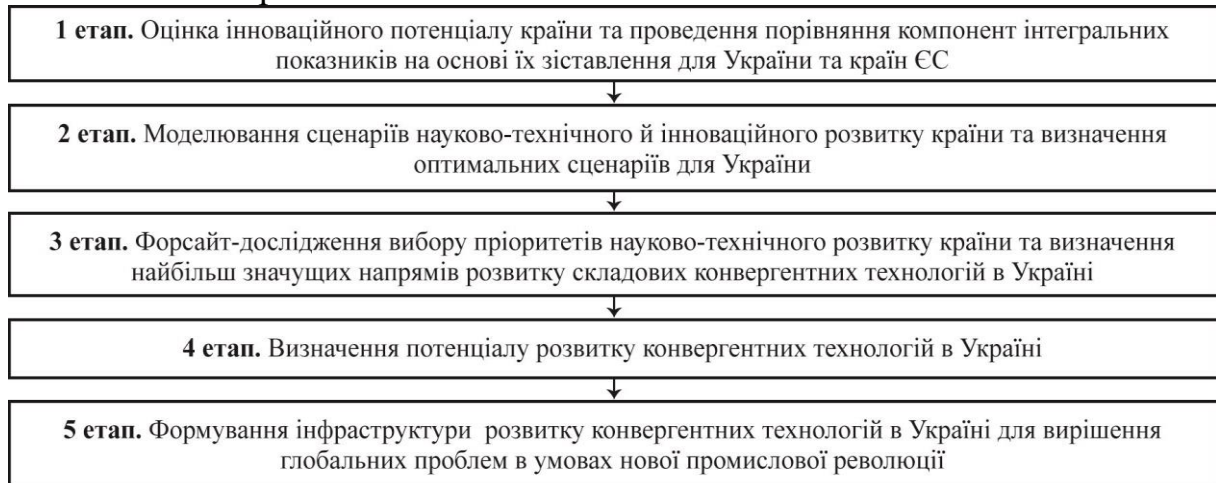 1 етап. Оцінка інноваційного потенціалу країни та проведення порівняння компонент інтегральних
показників на основі їх зіставлення для України та країн ЄС
2 етап. Моделювання сценаріїв науково-технічного й інноваційного розвитку країни та визначення
оптимальних сценаріїв для України
3 етап. Форсайт-дослідження вибору пріоритетів науково-технічного розвитку країни та визначення
найбільш значущих напрямів розвитку складових конвергентних технологій в Україні
4 етап. Визначення потенціалу розвитку конвергентних технологій в Україні
5 етап. Формування інфраструктури розвитку конвергентних технологій в Україні для вирішення
глобальних проблем в умовах нової промислової революції